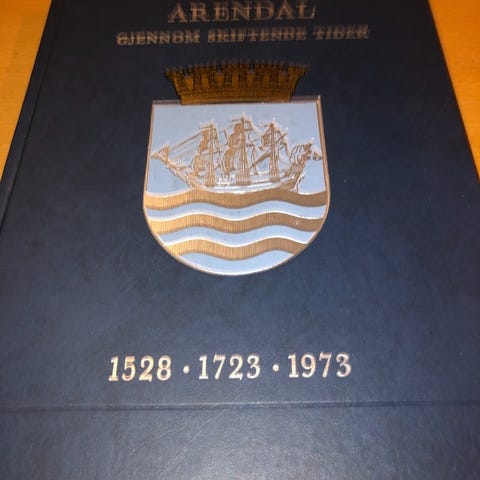 ARENDAL
GJENNOM SKIFTENDE TIDER
1528 · 1723 · 1973